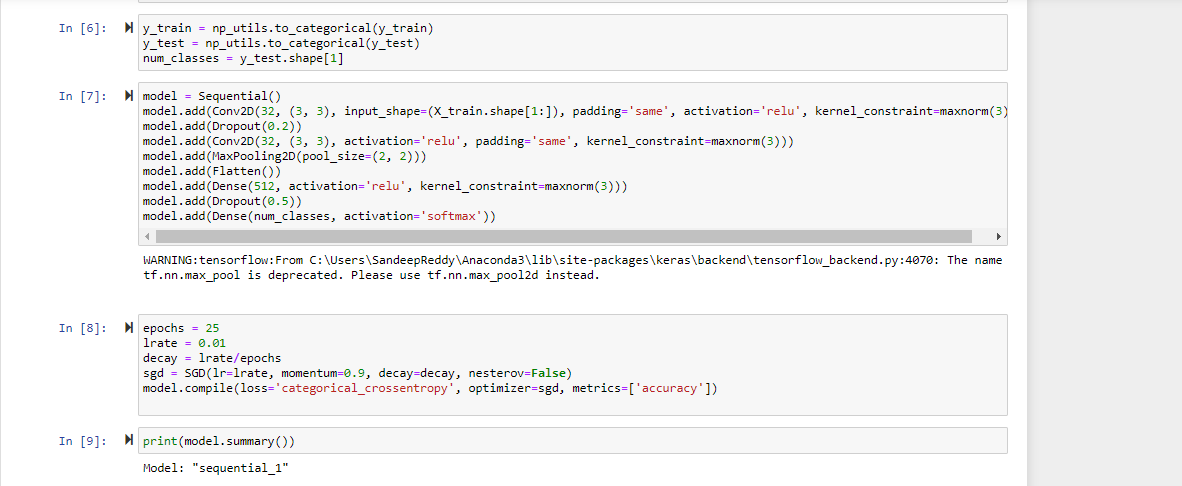 In [6]:
y_train = np_utils.to_categorical(y_train)
y_test = np_utils.to_categorical(y_test)
num_classes = y_test.shape[1]
In [7]:
model = Sequential()
model.add(Conv2D(32, (3, 3), input_shape=(X_train.shape[1:]), padding='same', activation='relu', kernel_constraint=maxnorm(3)
model.add(Dropout(0.2))
model.add(Conv2D(32, (3, 3), activation='relu', padding='same', kernel_constraint=maxnorm(3)))
model.add(MaxPooling2D(pool_size=(2, 2)))
model.add(Flatten())
model.add(Dense(512, activation='relu', kernel_constraint=maxnorm(3)))
model.add(Dropout(0.5))
model.add(Dense(num_classes, activation='softmax'))
WARNING:tensorflow:From C:\Users\SandeepReddy\Anaconda3\lib\site-packages\keras\backend\tensorflow_backend.py:4070: The name
tf.nn.max_pool is deprecated. Please use tf.nn.max_pool2d instead.
In [8]:
epochs = 25
lrate = 0.01
decay = lrate/epochs
sgd = SGD(lr=lrate, momentum=0.9, decay=decay, nesterov=False)
model.compile(loss='categorical_crossentropy', optimizer=sgd, metrics=['accuracy'])
In [9]:
print(model.summary())
Model: "sequential_1"